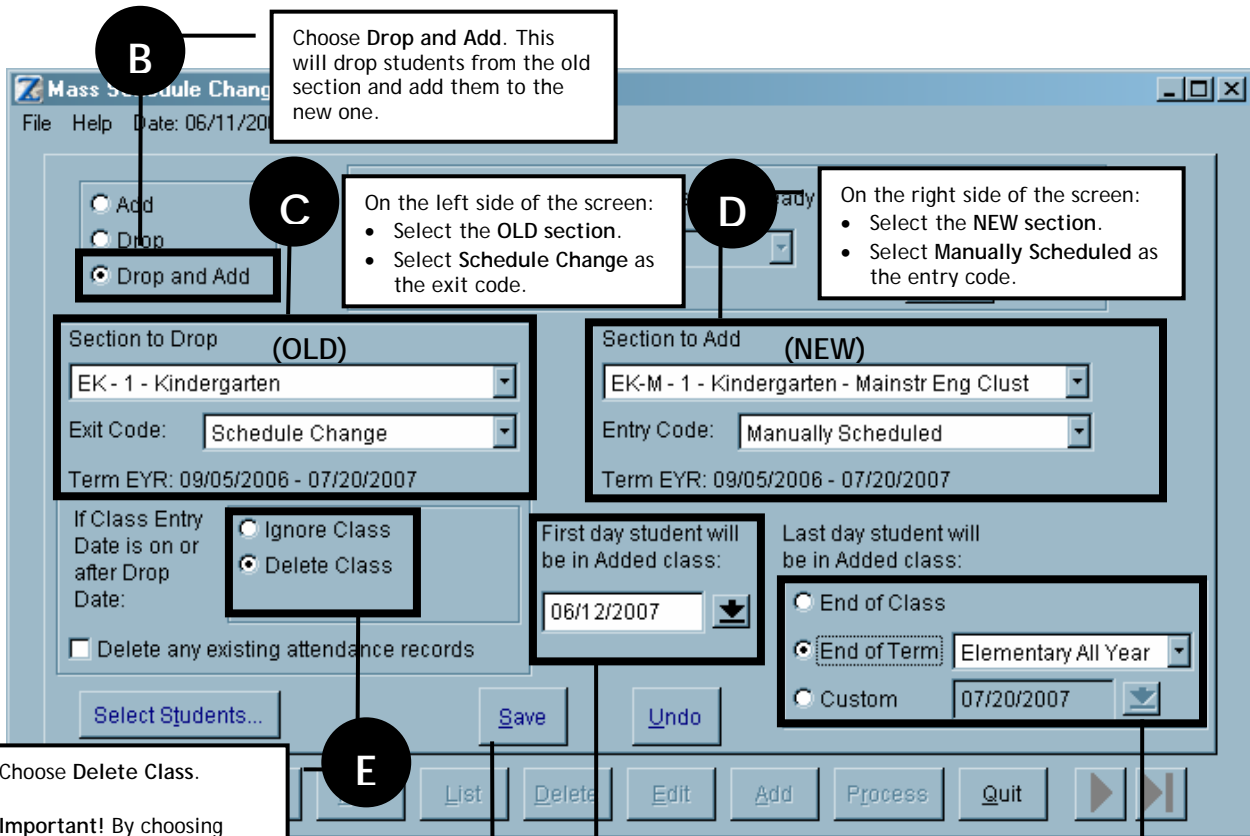 B
Choose Drop and Add. This
will drop students from the old
section and add them to the
new one.
Mass Schedule Chang
File Help Date: 06/11/20
C
On the left side of the screen:
• Select the OLD section.
• Select Schedule Change as
the exit code.
D
On the right side of the screen:
• Select the NEW section.
• Select Manually Scheduled as
the entry code.
Add
Drop
Drop and Add
Section to Drop (OLD)
EK - 1 - Kindergarten
Exit Code: Schedule Change
Term EYR: 09/05/2006 - 07/20/2007
Section to Add (NEW)
EK-M - 1 - Kindergarten - Mainstr Eng Clust
Entry Code: Manually Scheduled
Term EYR: 09/05/2006 - 07/20/2007
If Class Entry
Date is on or
after Drop
Date:
Ignore Class
Delete Class
Delete any existing attendance records
First day student will
be in Added class:
06/12/2007
Last day student will
be in Added class:
End of Class
End of Term Elementary All Year
Custom 07/20/2007
Select Students...
Save
Undo
E
Choose Delete Class.
Important! By choosing
List Delete Edit Add Process Quit